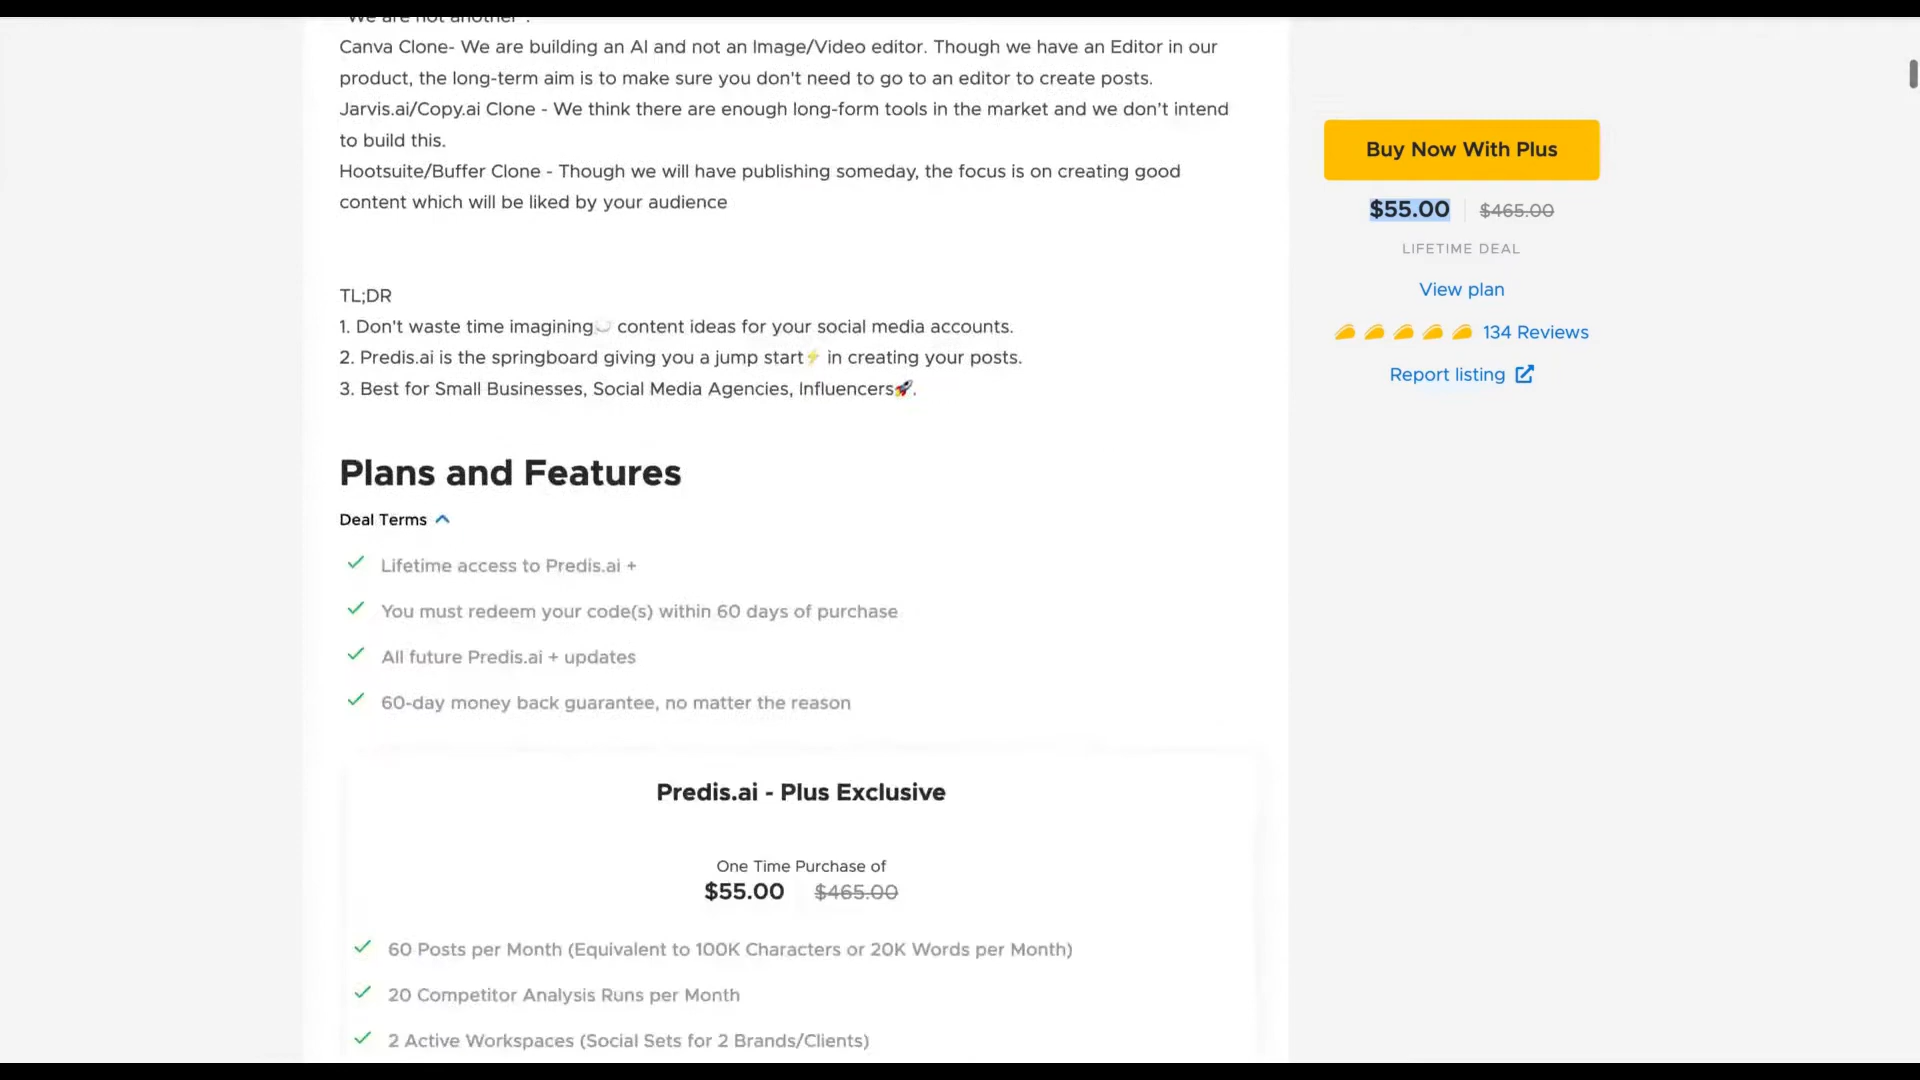 "We are not another".
Canva Clone- We are building an AI and not an Image/Video editor. Though we have an Editor in our
product, the long-term aim is to make sure you don't need to go to an editor to create posts.
Jarvis.ai/Copy.ai Clone - We think there are enough long-form tools in the market and we don't intend
to build this.
Hootsuite/Buffer Clone - Though we will have publishing someday, the focus is on creating good
content which will be liked by your audience
TL;DR
1. Don't waste time imagining💭 content ideas for your social media accounts.
2. Predis.ai is the springboard giving you a jump start⚡ in creating your posts.
3. Best for Small Businesses, Social Media Agencies, Influencers🚀.
Plans and Features
Deal Terms
Lifetime access to Predis.ai +
You must redeem your code(s) within 60 days of purchase
All future Predis.ai + updates
60-day money back guarantee, no matter the reason
Predis.ai - Plus Exclusive
One Time Purchase of
$55.00 $465.00
60 Posts per Month (Equivalent to 100K Characters or 20K Words per Month)
20 Competitor Analysis Runs per Month
2 Active Workspaces (Social Sets for 2 Brands/Clients)
Buy Now With Plus
$55.00 $465.00
LIFETIME DEAL
View plan
134 Reviews
Report listing